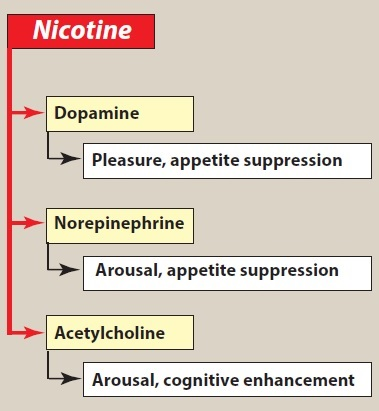 Nicotine
Dopamine
Pleasure, appetite suppression
Norepinephrine
Arousal, appetite suppression
Acetylcholine
Arousal, cognitive enhancement